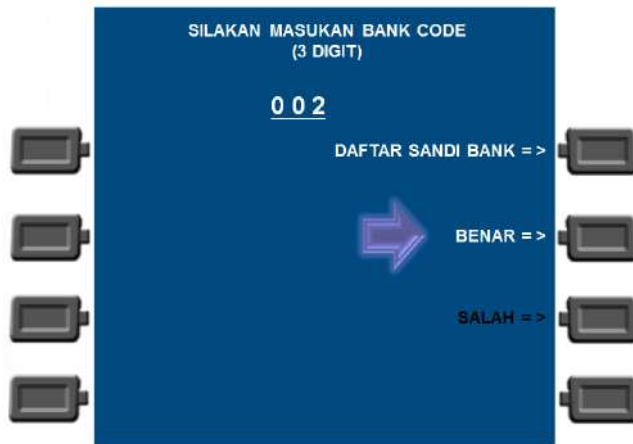 SILAKAN MASUKAN BANK CODE
(3 DIGIT)
0 0 2
DAFTAR SANDI BANK = >
BENAR = >
SALAH = >